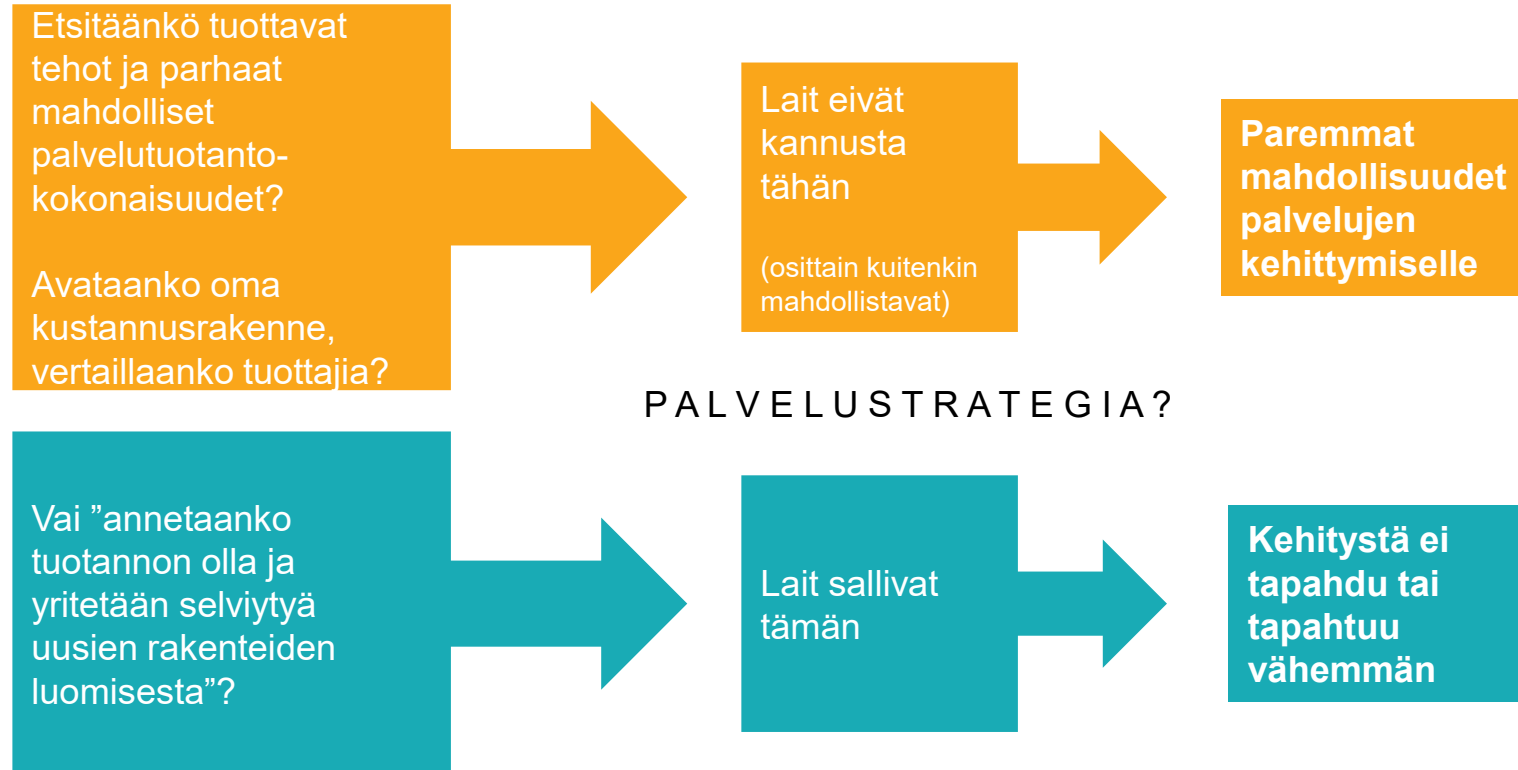 Etsitäänkö tuottavat
tehot ja parhaat
mahdolliset
palvelutuotanto-
kokonaisuudet?
Avataanko oma
kustannusrakenne,
vertaillaanko tuottajia?
Lait eivät
kannusta
tähän
(osittain kuitenkin
mahdollistavat)
Paremmat
mahdollisuudet
palvelujen
kehittymiselle
PALVELUSTRATEGIA?
Vai ”annetaanko
tuotannon olla ja
yritetään selviytyä
uusien rakenteiden
luomisesta”?
Lait sallivat
tämän
Kehitystä ei
tapahdu tai
tapahtuu
vähemmän